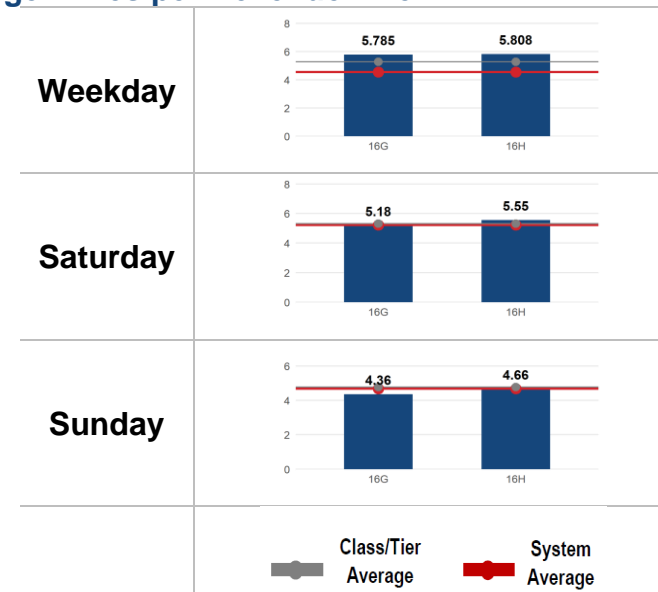 Weekday
8
6
4
2
0
5.785
5.808
16G
16H
Saturday
8
6
4
2
0
5.18
5.55
16G
16H
Sunday
6
4
2
0
4.36
4.66
16G
16H
Class/Tier
Average
System
Average